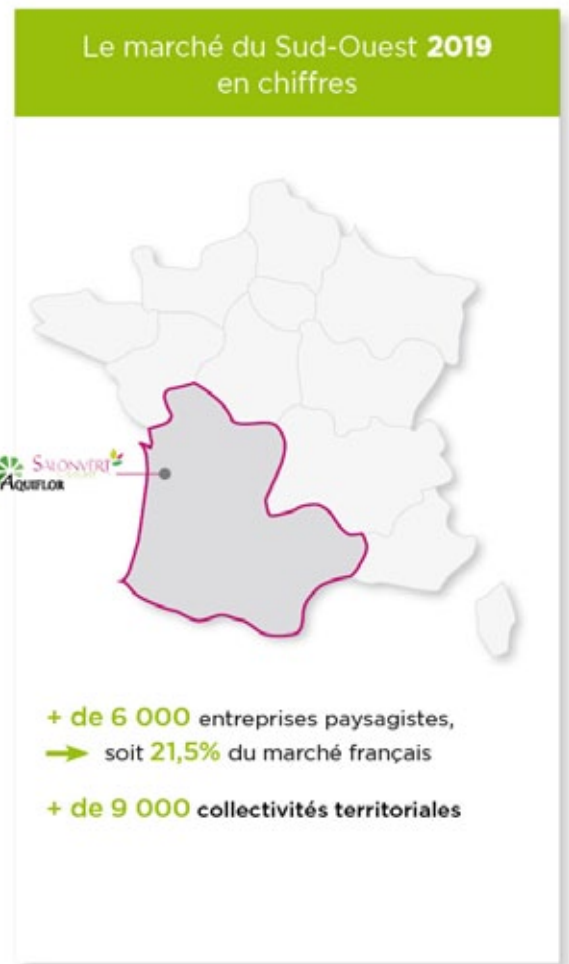 Le marché du Sud-Ouest 2019
en chiffres
SALONVERT
AQUIFLOR
+ de 6 000 entreprises paysagistes,
soit 21,5% du marché français
+ de 9 000 collectivités territoriales